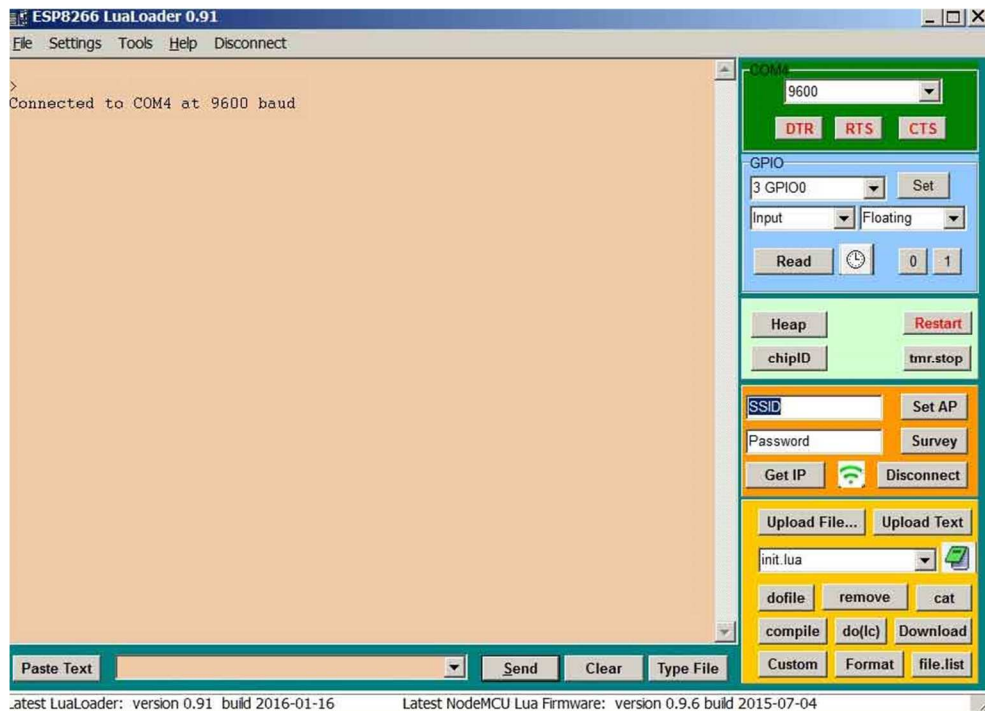 ESP8266 LuaLoader 0.91
File Settings Tools Help Disconnect
>
Connected to COM4 at 9600 baud
COM4
9600
DTR RTS CTS
GPIO
3 GPIO0 Set
Input Floating
Read 0 1
Heap Restart
chipID tmr.stop
SSID Set AP
Password Survey
Get IP Disconnect
Upload File... Upload Text
init.lua
dofile remove cat
compile do(lc) Download
Custom Format file.list
Paste Text Send Clear Type File
Latest LuaLoader: version 0.91 build 2016-01-16 Latest NodeMCU Lua Firmware: version 0.9.6 build 2015-07-04